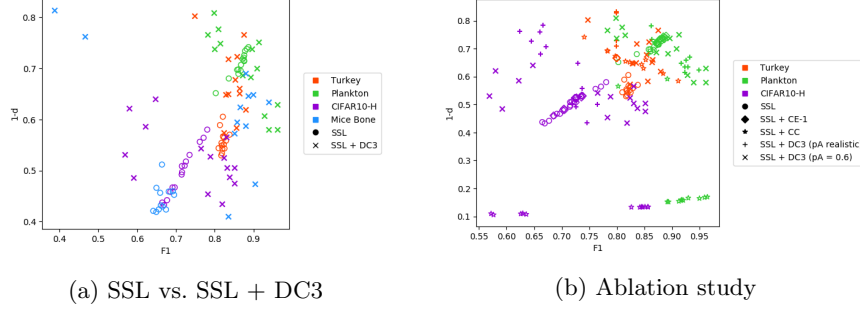 1-d
0.8
0.7
0.6
0.5
0.4
0.4
0.5
0.6
0.7
0.8
0.9
F1
Turkey
Plankton
CIFAR10-H
Mice Bone
SSL
SSL + DC3
(a) SSL vs. SSL + DC3
1-d
0.8
0.7
0.6
0.5
0.4
0.3
0.2
0.1
0.55
0.60
0.65
0.70
0.75
0.80
0.85
0.90
0.95
F1
Turkey
Plankton
CIFAR10-H
SSL
SSL + CE-1
SSL + CC
SSL + DC3 (pA realistic
SSL + DC3 (pA = 0.6)
(b) Ablation study